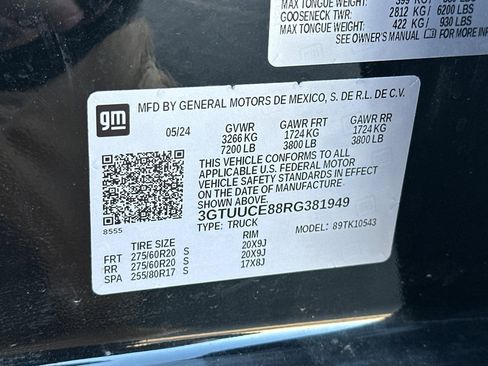 MAX TONGUE WEIGHT: 399 KG/ 880 LBS
GOOSENECK TWR: 2812 KG/ 6200 LBS
MAX TONGUE WEIGHT: 422 KG/ 930 LBS
SEE OWNER'S MANUAL FOR MORE INF
gm
MFD BY GENERAL MOTORS DE MEXICO, S. DE R.L. DE C.V.
05/24 GVWR GAWR FRT GAWR RR
3266 KG 1724 KG 1724 KG
7200 LB 3800 LB 3800 LB
THIS VEHICLE CONFORMS TO ALL
APPLICABLE U.S. FEDERAL MOTOR
VEHICLE SAFETY STANDARDS IN EFFECT
ON THE DATE OF MANUFACTURE
SHOWN ABOVE.
3GTUUCE88RG381949
TYPE: TRUCK MODEL: 89TK10543
8555
TIRE SIZE RIM
FRT 275/60R20 S 20X9J
RR 275/60R20 S 20X9J
SPA 255/80R17 S 17X8J